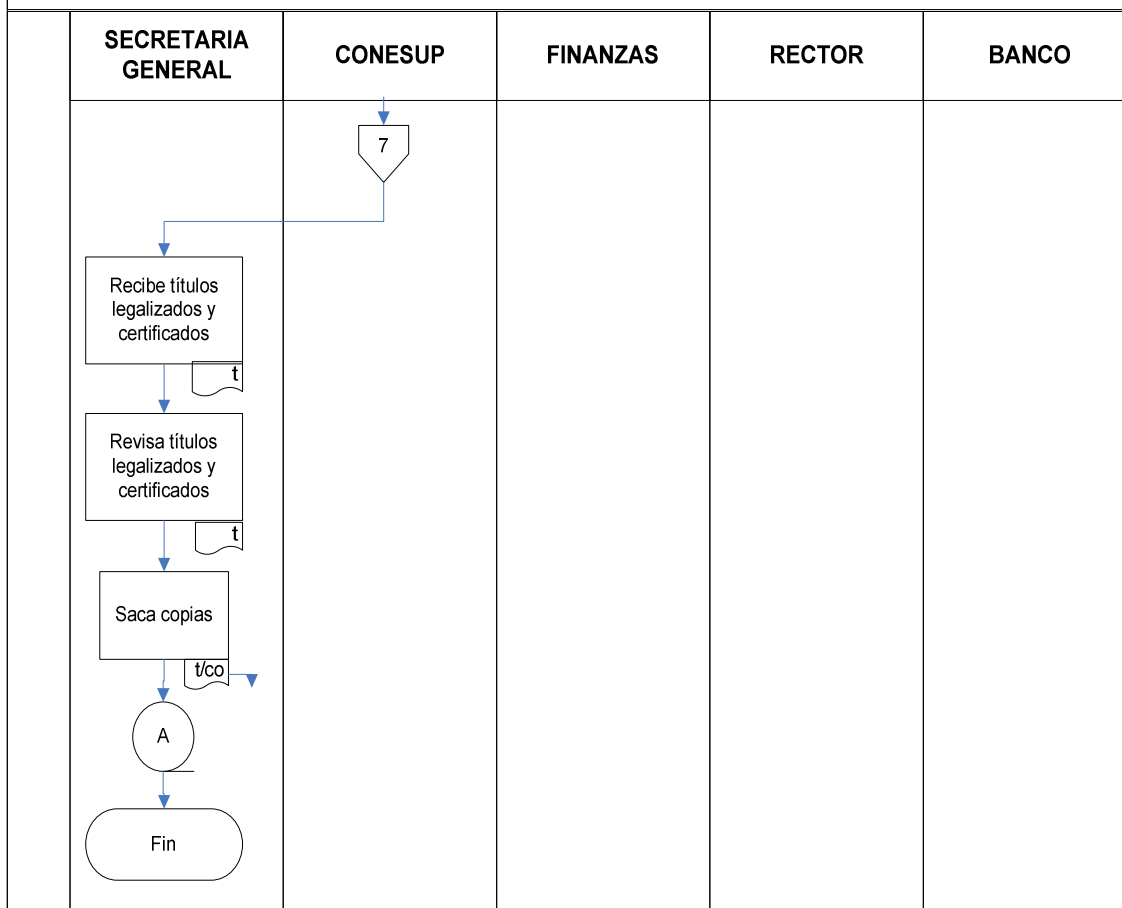 SECRETARIA
GENERAL
CONESUP
FINANZAS
RECTOR
BANCO
7
Recibe títulos
legalizados y
certificados
t
Revisa títulos
legalizados y
certificados
t
Saca copias
t/co
A
Fin